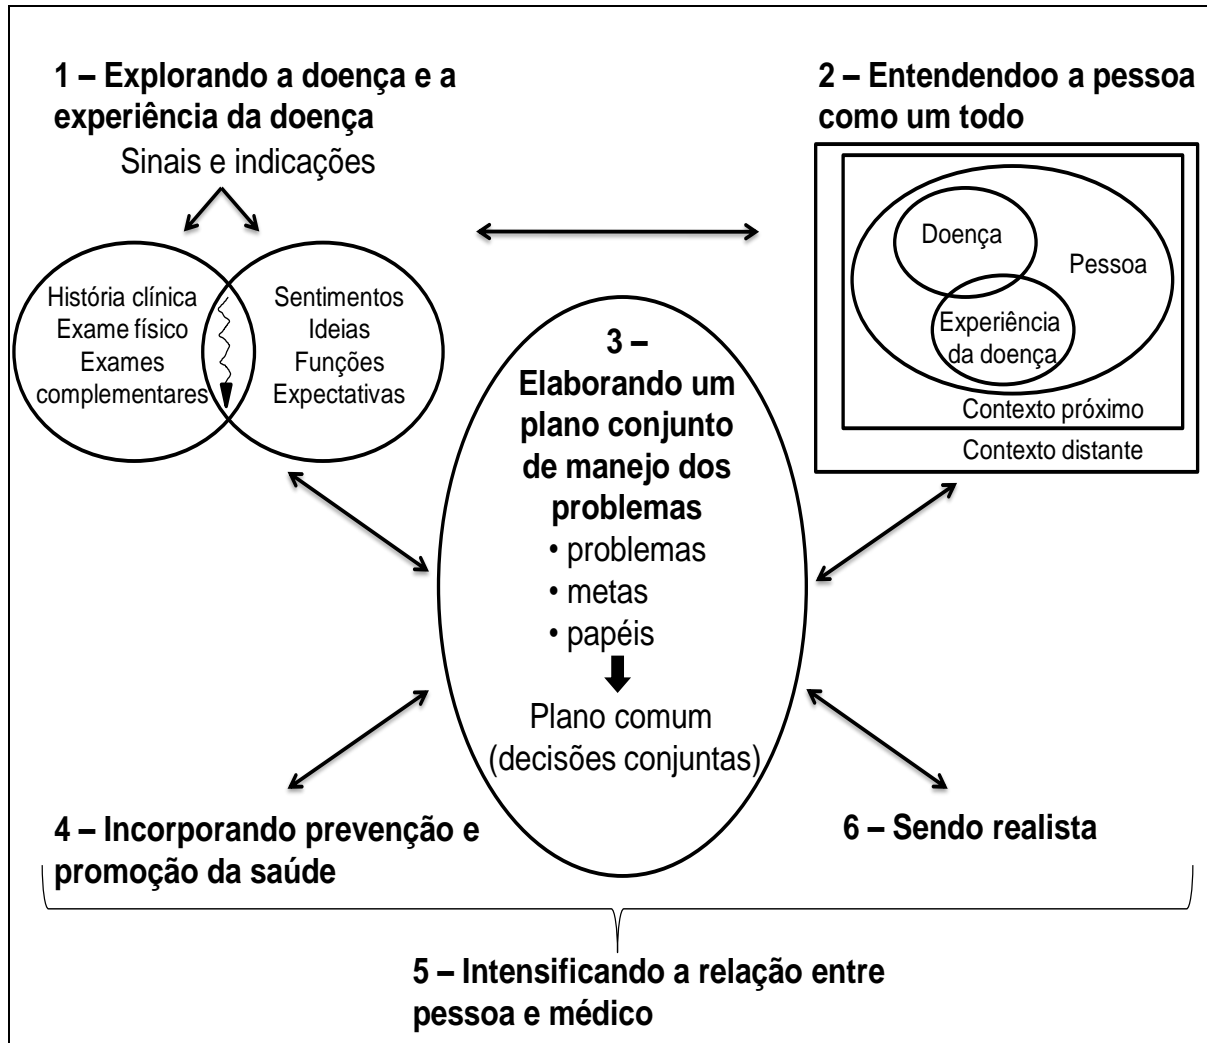 1 – Explorando a doença e a
experiência da doença
Sinais e indicações
História clínica
Exame físico
Exames
complementares
Sentimentos
Ideias
Funções
Expectativas
2 – Entendendoo a pessoa
como um todo
Doença
Pessoa
Experiência
da doença
Contexto próximo
Contexto distante
3 –
Elaborando um
plano conjunto
de manejo dos
problemas
• problemas
• metas
• papéis
Plano comum
(decisões conjuntas)
4 – Incorporando prevenção e
promoção da saúde
6 – Sendo realista
5 – Intensificando a relação entre
pessoa e médico